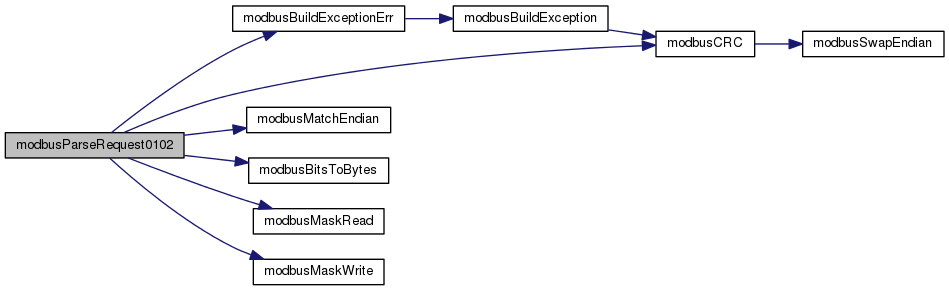 modbusBuildExceptionErr
modbusBuildException
modbusCRC
modbusSwapEndian
modbusMatchEndian
modbusParseRequest0102
modbusBitsToBytes
modbusMaskRead
modbusMaskWrite